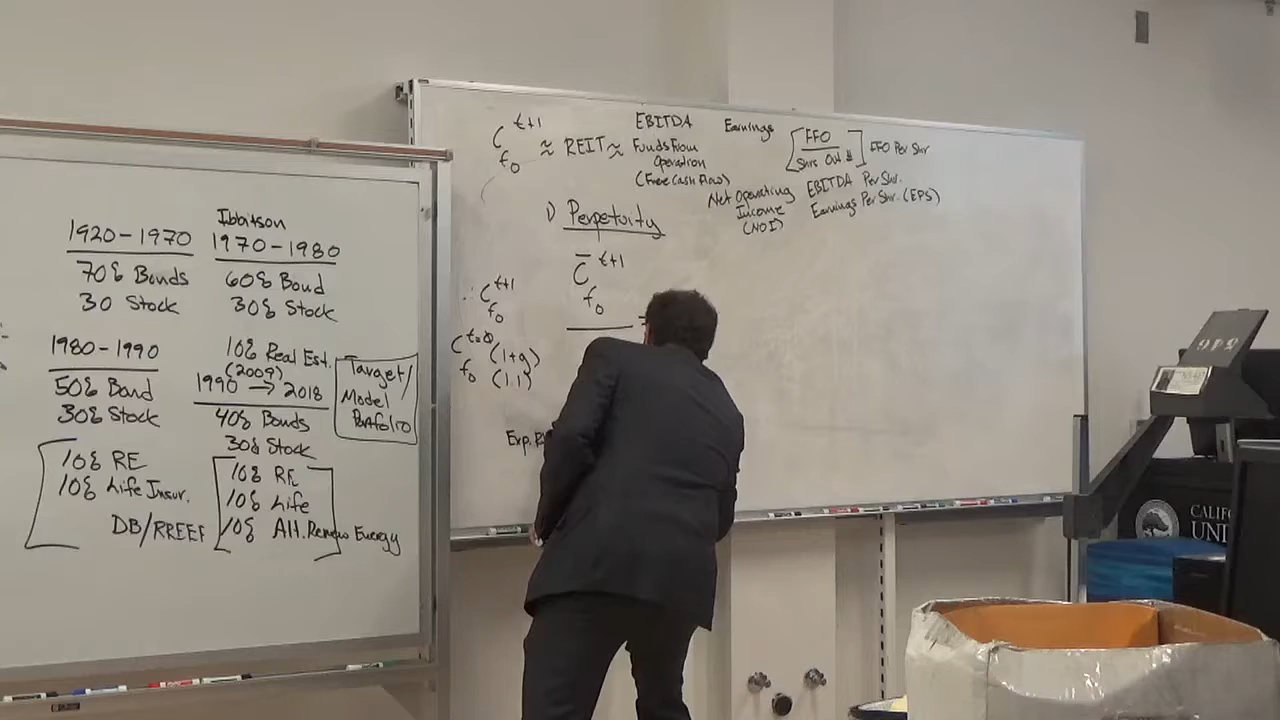 Ibbitson
1920-1970
1970-1980
70% Bonds
60% Bond
30 Stock
30% Stock
1980-1990
10% Real Est.
(2009)
1990 → 2018
50% Bond
40% Bonds
30% Stock
30% Stock
Target/
Model
Portfolio
10% RE
10% Life Insur.
DB/RREEF
10% RE
10% Life
10% Alt. Renew Energy
C t+1
f0
≈ REIT ≈
EBITDA
Funds From
Operation
(Free Cash Flow)
Earnings
Net Operating
Income
(NOI)
[FFO
Shrs Out #]
FFO Per Shr
EBITDA Per Shr.
Earnings Per Shr. (EPS)
1) Perpetuity
C t+1
f0
∴ C t+1
f0
C t=0 (1+g)
f0 (1.1)
Exp.
CALIFO
UNI